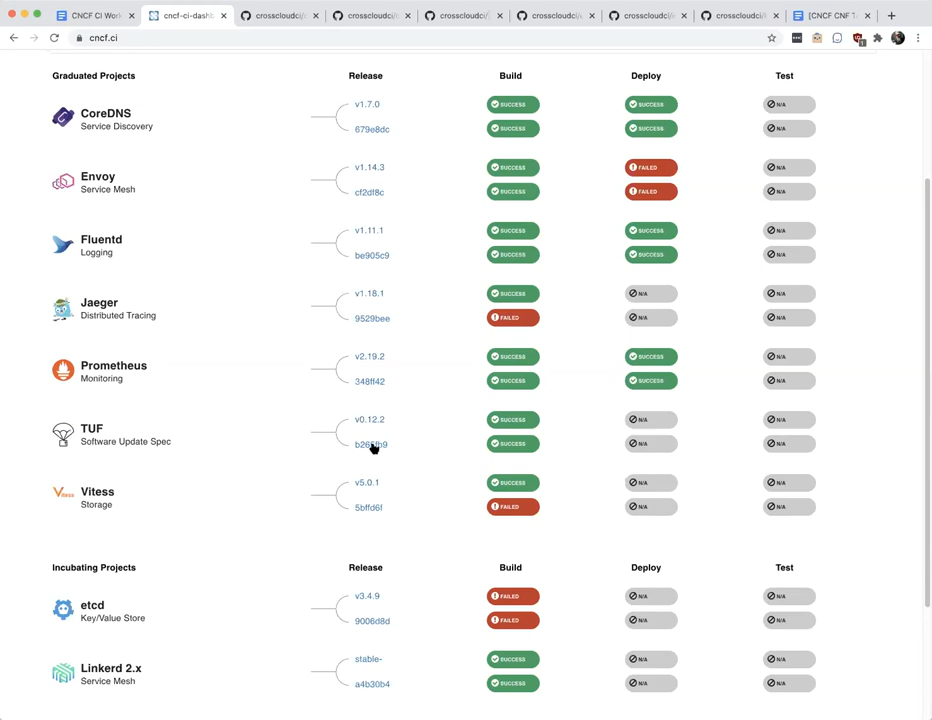 CNCF CI Work
cncf-ci-dashb
crosscloudci/
crosscloudci/
crosscloudci/
crosscloudci/
crosscloudci/
crosscloudci/
[CNCF CNF T
cncf.ci
Graduated Projects Release Build Deploy Test
CoreDNS
Service Discovery
v1.7.0 SUCCESS SUCCESS N/A
679e8dc SUCCESS SUCCESS N/A
Envoy
Service Mesh
v1.14.3 SUCCESS FAILED N/A
cf2df8c SUCCESS FAILED N/A
Fluentd
Logging
v1.11.1 SUCCESS SUCCESS N/A
be905c9 SUCCESS SUCCESS N/A
Jaeger
Distributed Tracing
v1.18.1 SUCCESS N/A N/A
9529bee FAILED N/A N/A
Prometheus
Monitoring
v2.19.2 SUCCESS SUCCESS N/A
348ff42 SUCCESS SUCCESS N/A
TUF
Software Update Spec
v0.12.2 SUCCESS N/A N/A
SUCCESS N/A N/A
Vitess
Vitess
Storage
v5.0.1 SUCCESS N/A N/A
5bffd6f FAILED N/A N/A
Incubating Projects Release Build Deploy Test
etcd
Key/Value Store
v3.4.9 FAILED N/A N/A
9006d8d FAILED N/A N/A
Linkerd 2.x
Service Mesh
stable- SUCCESS N/A N/A
a4b30b4 SUCCESS N/A N/A